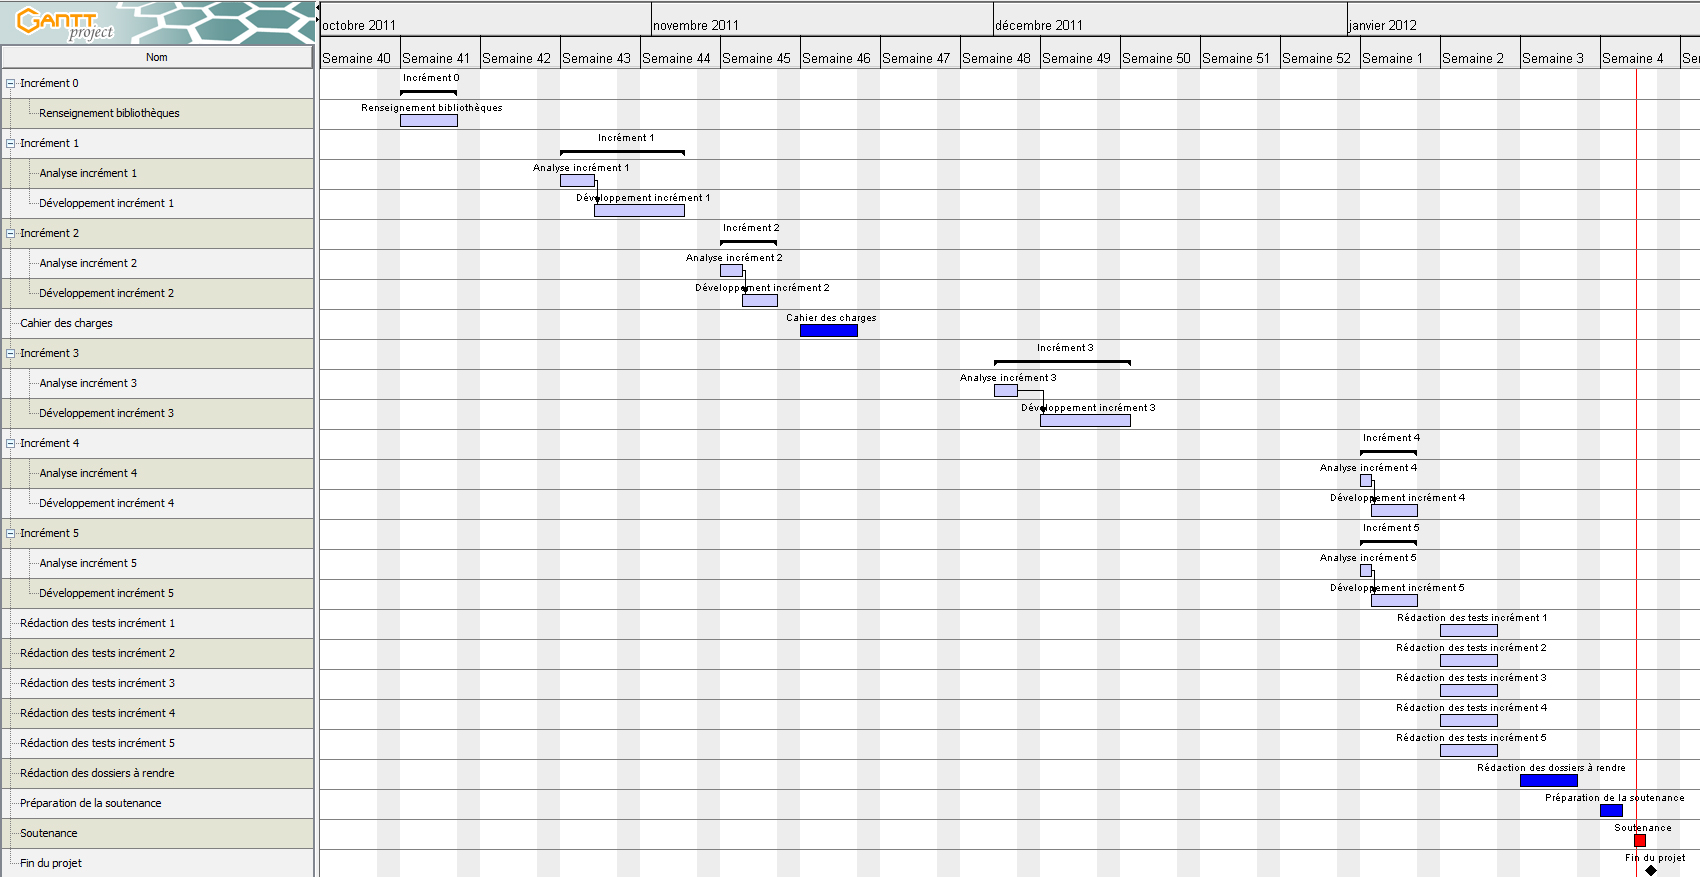 GANTT
project
octobre 2011 novembre 2011 décembre 2011 janvier 2012
Nom
Semaine 40 Semaine 41 Semaine 42 Semaine 43 Semaine 44 Semaine 45 Semaine 46 Semaine 47 Semaine 48 Semaine 49 Semaine 50 Semaine 51 Semaine 52 Semaine 1 Semaine 2 Semaine 3 Semaine 4 Se
Incrément 0 Incrément 0
Renseignement bibliothèques Renseignement bibliothèques
Incrément 1 Incrément 1
Analyse incrément 1 Analyse incrément 1
Développement incrément 1 Développement incrément 1
Incrément 2 Incrément 2
Analyse incrément 2 Analyse incrément 2
Développement incrément 2 Développement incrément 2
Cahier des charges Cahier des charges
Incrément 3 Incrément 3
Analyse incrément 3 Analyse incrément 3
Développement incrément 3 Développement incrément 3
Incrément 4 Incrément 4
Analyse incrément 4 Analyse incrément 4
Développement incrément 4 Développement incrément 4
Incrément 5 Incrément 5
Analyse incrément 5 Analyse incrément 5
Développement incrément 5 Développement incrément 5
Rédaction des tests incrément 1 Rédaction des tests incrément 1
Rédaction des tests incrément 2 Rédaction des tests incrément 2
Rédaction des tests incrément 3 Rédaction des tests incrément 3
Rédaction des tests incrément 4 Rédaction des tests incrément 4
Rédaction des tests incrément 5 Rédaction des tests incrément 5
Rédaction des dossiers à rendre Rédaction des dossiers à rendre
Préparation de la soutenance Préparation de la soutenance
Soutenance Soutenance
Fin du projet Fin du projet